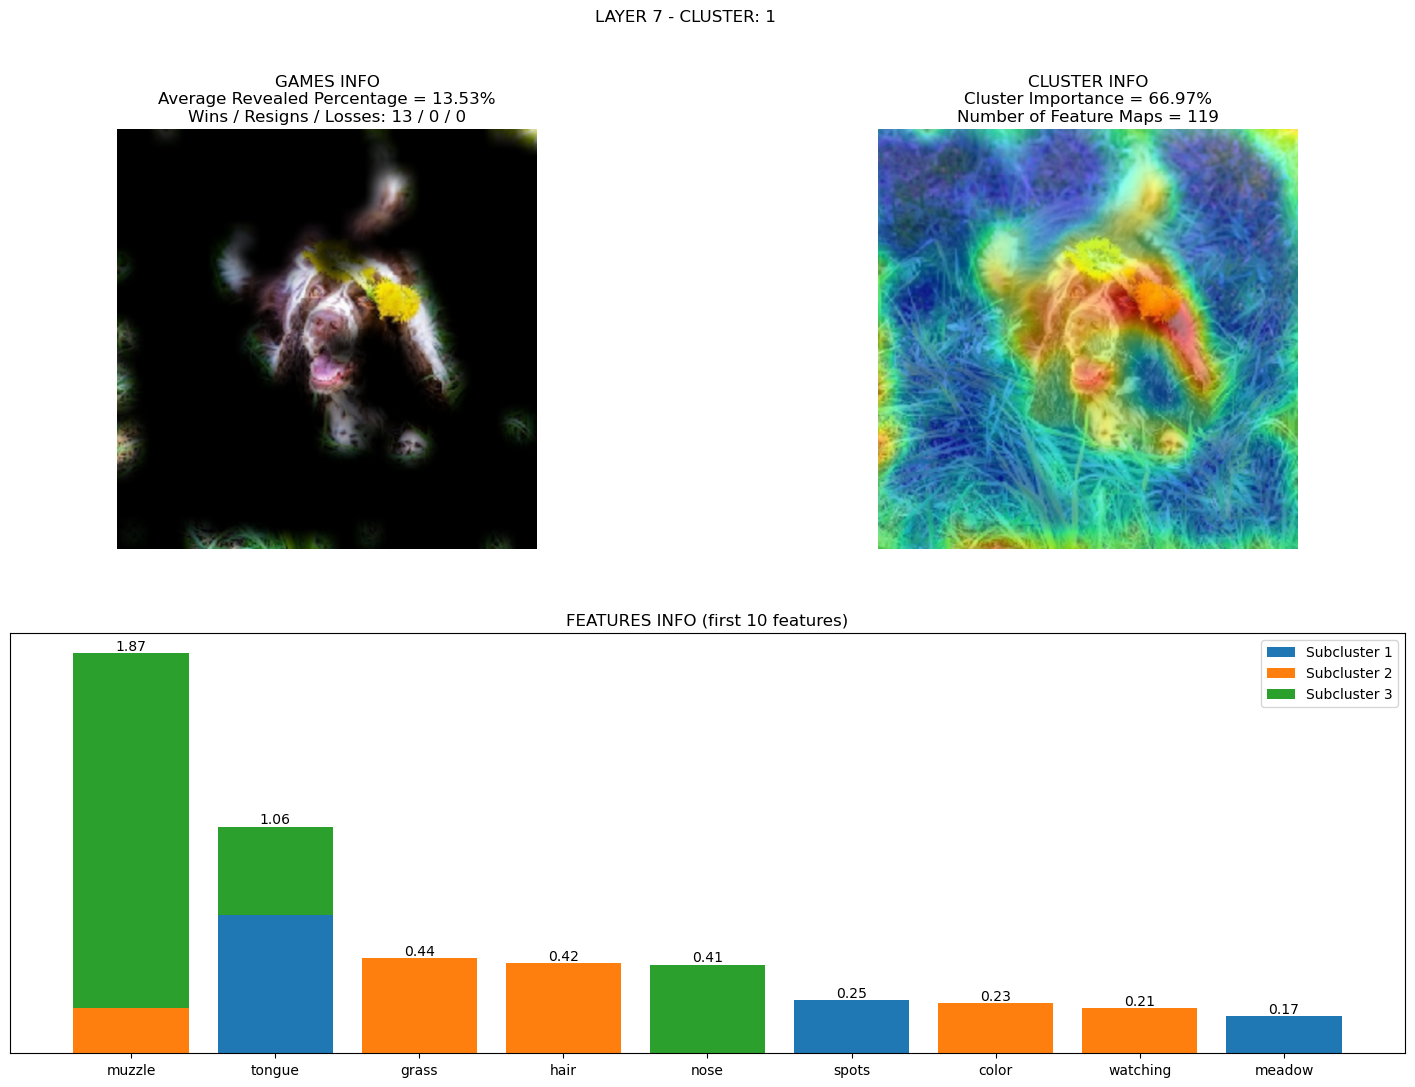 LAYER 7 - CLUSTER: 1
GAMES INFO
Average Revealed Percentage = 13.53%
Wins / Resigns / Losses: 13 / 0 / 0
CLUSTER INFO
Cluster Importance = 66.97%
Number of Feature Maps = 119
FEATURES INFO (first 10 features)
Subcluster 1
Subcluster 2
Subcluster 3
1.87
1.06
0.44
0.42
0.41
0.25
0.23
0.21
0.17
muzzle
tongue
grass
hair
nose
spots
color
watching
meadow